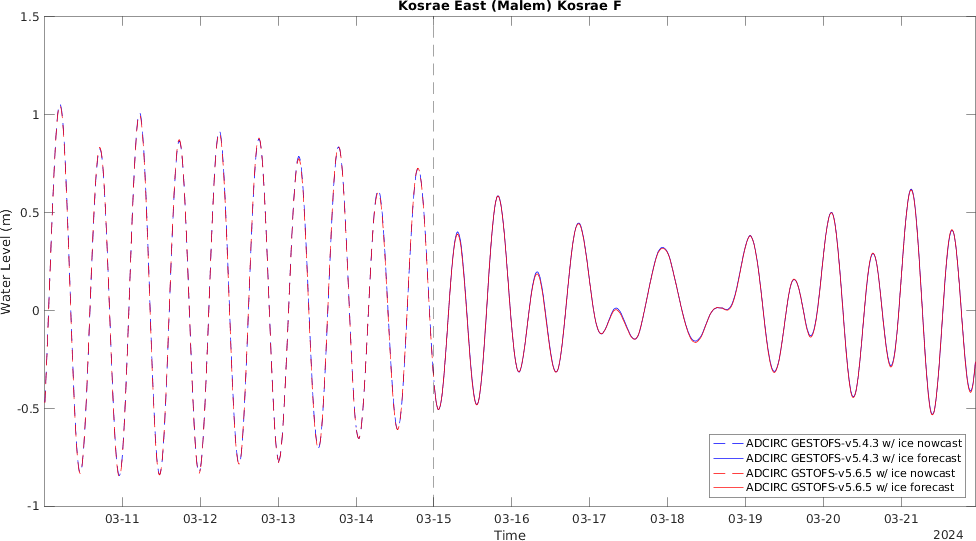 Kosrae East (Malem) Kosrae F
1.5
1
0.5
0
-0.5
-1
Water Level (m)
ADCIRC GESTOFS-v5.4.3 w/ ice nowcast
ADCIRC GESTOFS-v5.4.3 w/ ice forecast
ADCIRC GSTOFS-v5.6.5 w/ ice nowcast
ADCIRC GSTOFS-v5.6.5 w/ ice forecast
03-11 03-12 03-13 03-14 03-15 03-16 03-17 03-18 03-19 03-20 03-21
Time
2024